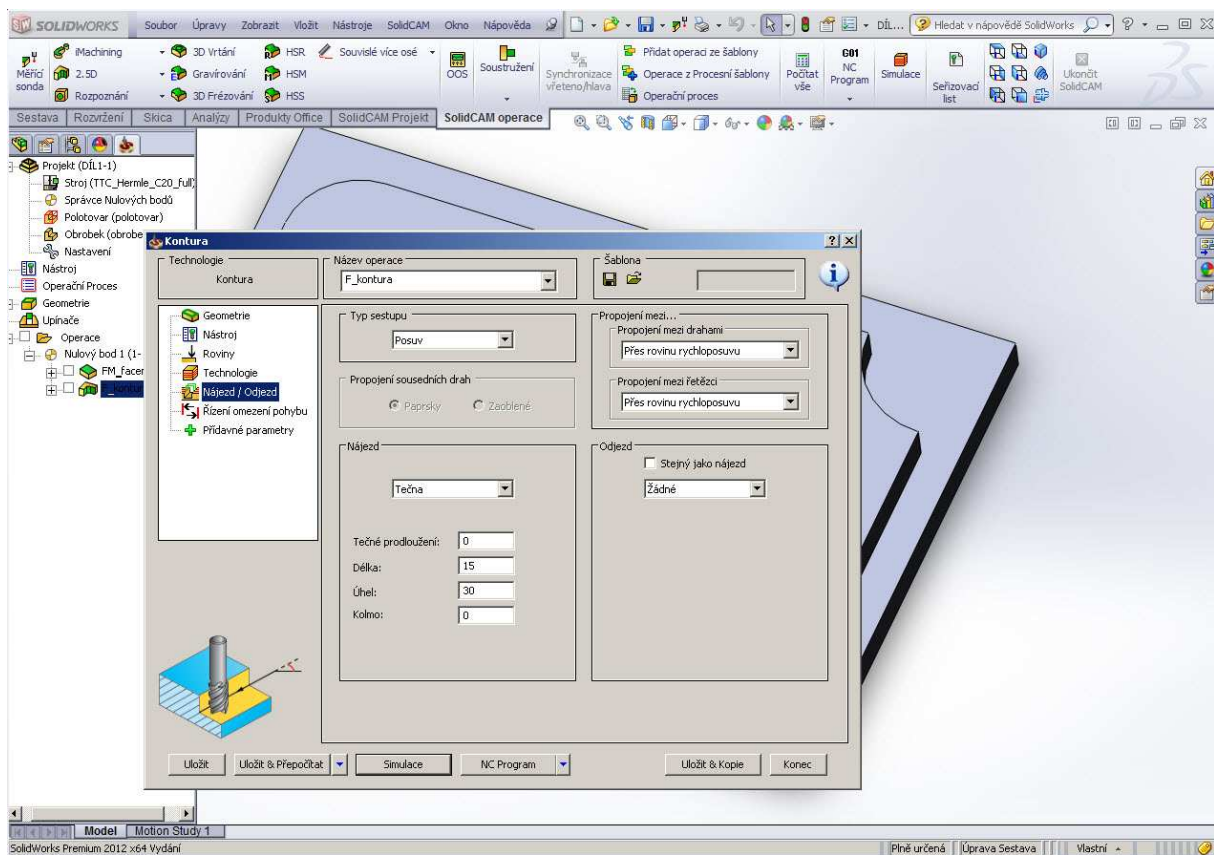 SOLIDWORKS Soubor Úpravy Zobrazit Vložit Nástroje SolidCAM Okno Nápověda DÍL... Hledat v nápovědě SolidWorks
Měřicí sonda
iMachining
2.5D
Rozpoznání
3D Vrtání
Gravírování
3D Frézování
HSR
HSM
HSS
Souvislé více osé
OOS
Soustružení
Synchronizace vřeteno/hlava
Přidat operaci ze šablony
Operace z Procesní šablony
Operační proces
Počítat vše
G01
NC Program
Simulace
Seřizovací list
Ukončit SolidCAM
Sestava Rozvržení Skica Analýzy Produkty Office SolidCAM Projekt SolidCAM operace
Projekt (DÍL1-1)
Stroj (TTC_Hermle_C20_full)
Správce Nulových bodů
Polotovar (polotovar)
Obrobek (obrobe
Nastavení
Nástroj
Operační Proces
Geometrie
Upínače
Operace
Nulový bod 1 (1-
FM_facer
F_kontur
Kontura
Technologie
Kontura
Název operace
F_kontura
Šablona
Geometrie
Nástroj
Roviny
Technologie
Nájezd / Odjezd
Řízení omezení pohybu
Přídavné parametry
Typ sestupu
Posuv
Propojení sousedních drah
Paprsky Zaoblené
Propojení mezi...
Propojení mezi drahami
Přes rovinu rychloposuvu
Propojení mezi řetězci
Přes rovinu rychloposuvu
Nájezd
Tečna
Tečné prodloužení: 0
Délka: 15
Úhel: 30
Kolmo: 0
Odjezd
Stejný jako nájezd
Žádné
Uložit Uložit & Přepočítat Simulace NC Program Uložit & Kopie Konec
Model Motion Study 1
SolidWorks Premium 2012 x64 Vydání Plně určená Úprava Sestava Vlastní